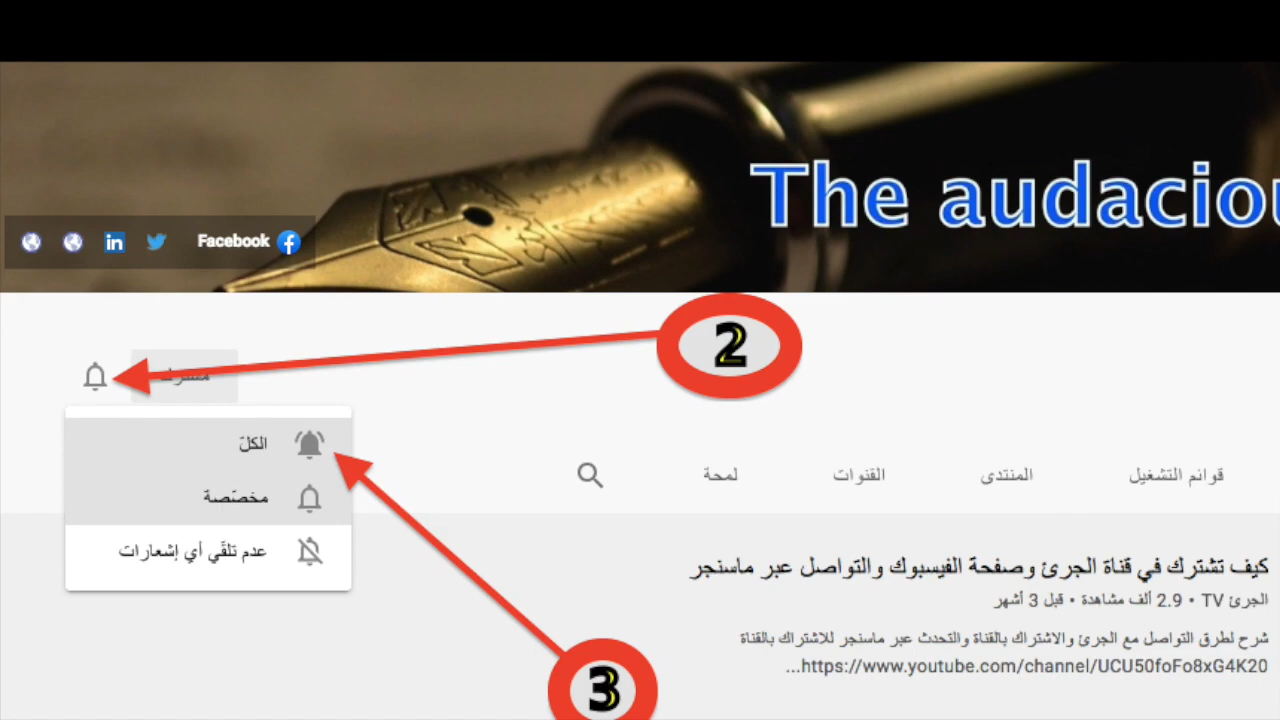 The audaciou
Facebook
2
مشترك
الكلّ
مخصّصة
عدم تلقّي أي إشعارات
قوائم التشغيل
المنتدى
القنوات
لمحة
كيف تشترك في قناة الجرئ وصفحة الفيسبوك والتواصل عبر ماسنجر
الجرئ TV • 2.9 ألف مشاهدة • قبل 3 أشهر
شرح لطرق التواصل مع الجرئ والاشتراك بالقناة والتحدث عبر ماسنجر للاشتراك بالقناة
https://www.youtube.com/channel/UCU50foFo8xG4K20...
3